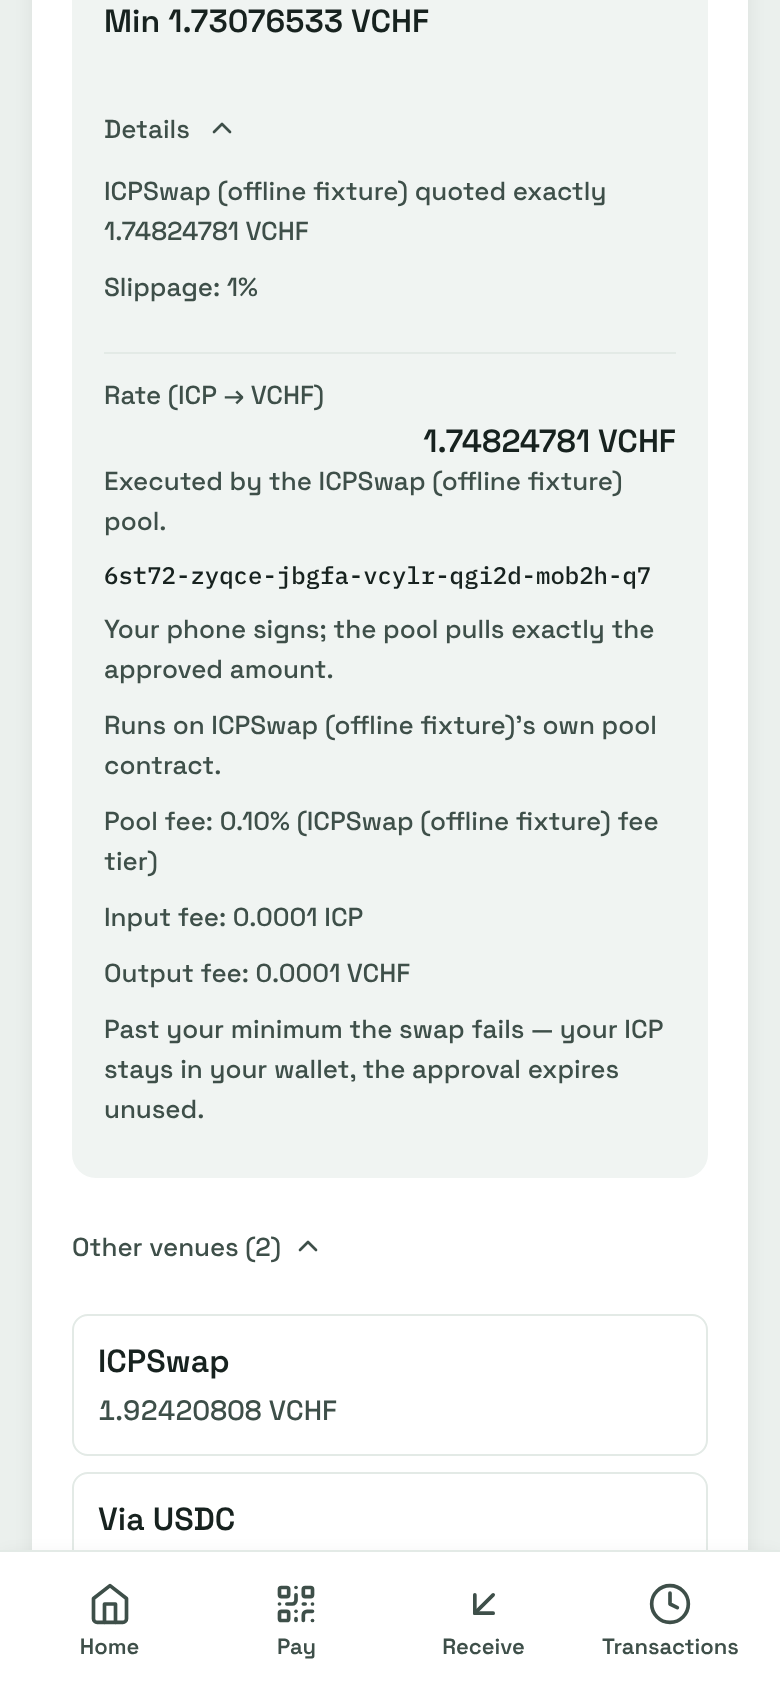 Min 1.73076533 VCHF
Details
ICPSwap (offline fixture) quoted exactly
1.74824781 VCHF
Slippage: 1%
Rate (ICP → VCHF)
1.74824781 VCHF
Executed by the ICPSwap (offline fixture)
pool.
6st72-zyqce-jbgfa-vcylr-qgi2d-mob2h-q7
Your phone signs; the pool pulls exactly the
approved amount.
Runs on ICPSwap (offline fixture)’s own pool
contract.
Pool fee: 0.10% (ICPSwap (offline fixture) fee
tier)
Input fee: 0.0001 ICP
Output fee: 0.0001 VCHF
Past your minimum the swap fails — your ICP
stays in your wallet, the approval expires
unused.
Other venues (2)
ICPSwap
1.92420808 VCHF
Via USDC
Home
Pay
Receive
Transactions